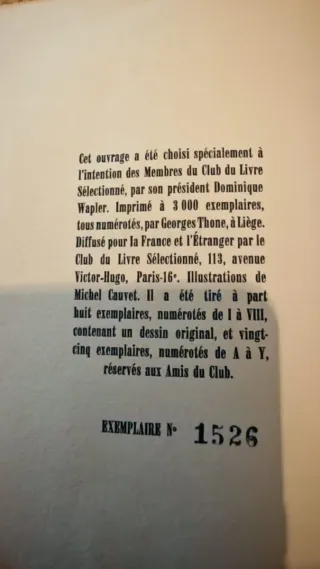 Cet ouvrage a été choisi spécialement à
l'intention des Membres du Club du Livre
Sélectionné, par son président Dominique
Wapler. Imprimé à 3 000 exemplaires,
tous numérotés, par Georges Thone, à Liége.
Diffusé pour la France et l'Étranger par le
Club du Livre Sélectionné, 113, avenue
Victor-Hugo, Paris-16e. Illustrations de
Michel Cauvet. Il a été tiré à part
huit exemplaires, numérotés de I à VIII,
contenant un dessin original, et vingt-
cinq exemplaires, numérotés de A à Y,
réservés aux Amis du Club.
EXEMPLAIRE No 1526